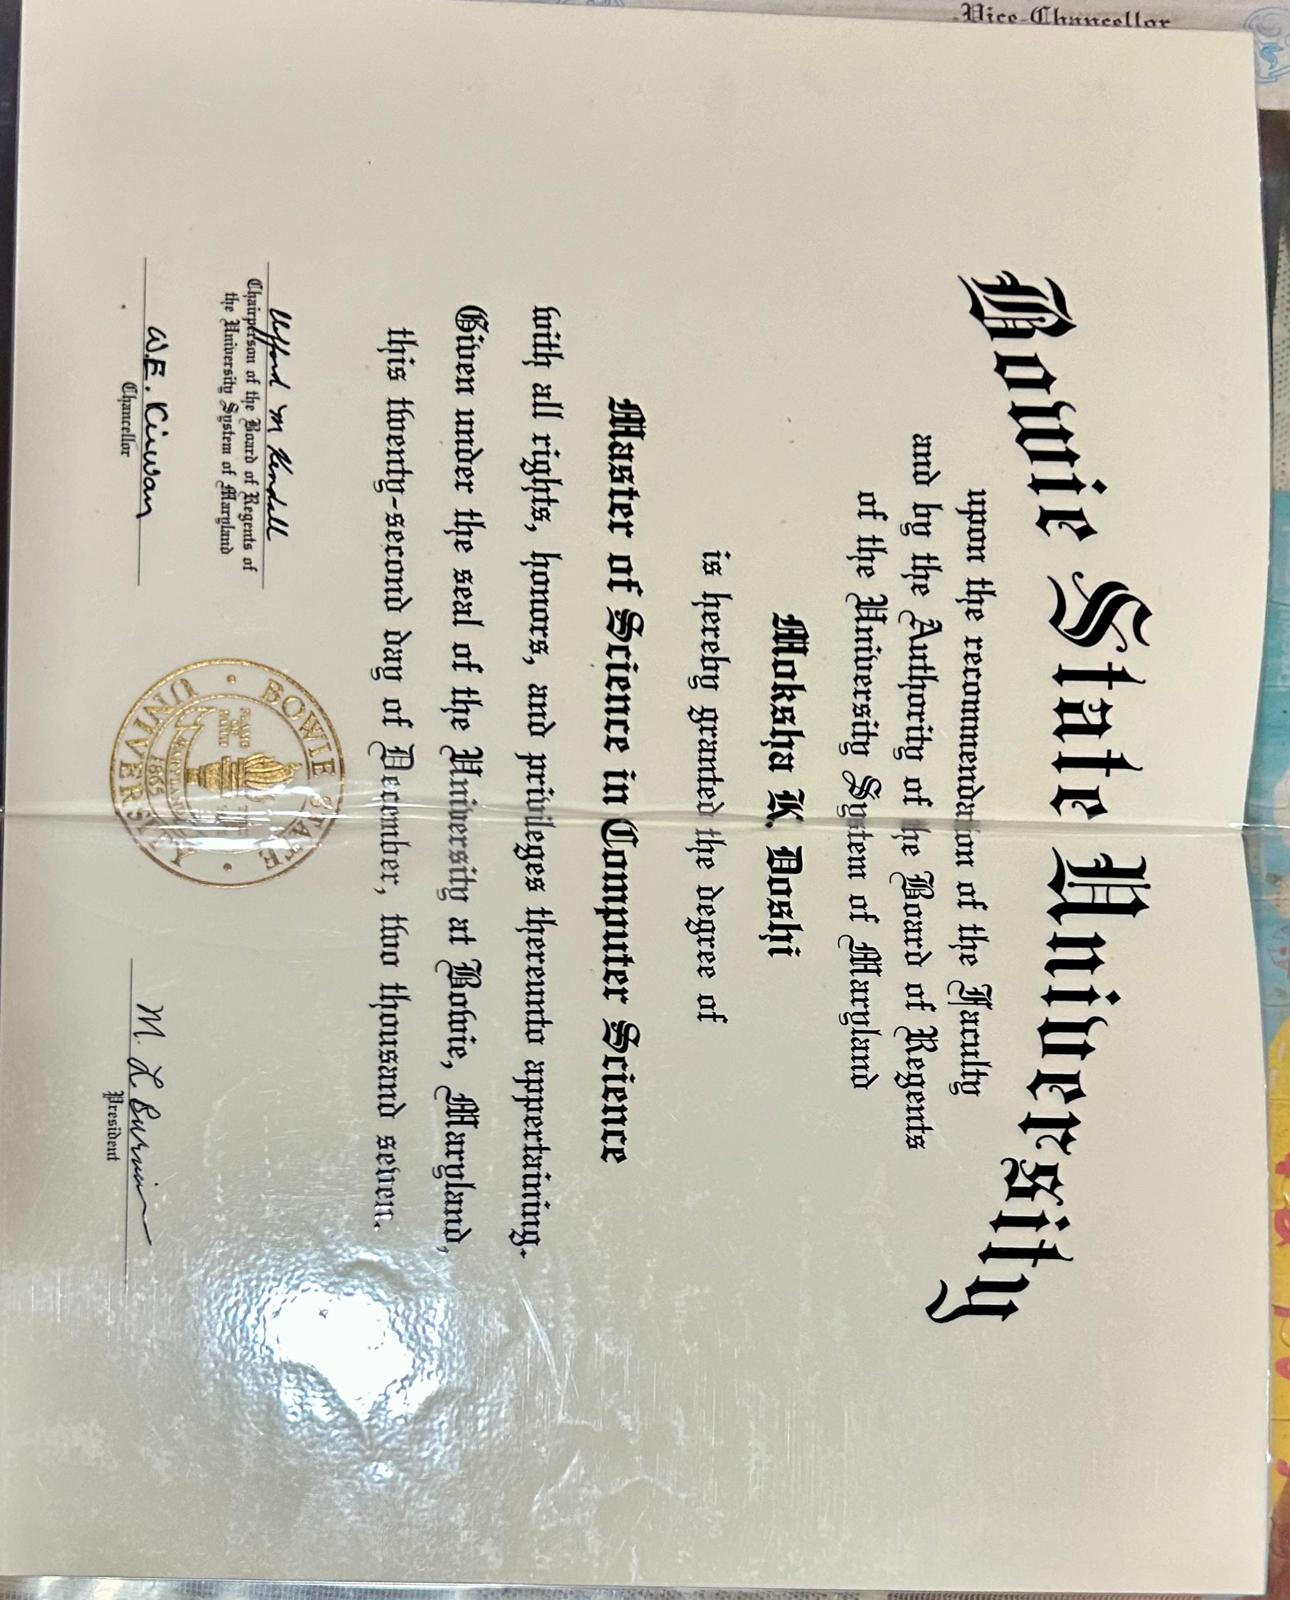 Vice-Chancellor
Bowie State University
upon the recommendation of the Faculty
and by the Authority of the Board of Regents
of the University System of Maryland
Moksha K. Doshi
is hereby granted the degree of
Master of Science in Computer Science
with all rights, honors, and privileges thereunto appertaining.
Given under the seal of the University at Bowie, Maryland,
this twenty-second day of December, two thousand seven.
M Kendall
Chairperson of the Board of Regents of
the University System of Maryland
W.E. Kirwan
Chancellor
BOWIE STATE UNIVERSITY
MARYLAND
1865
M. L. Burnim
President